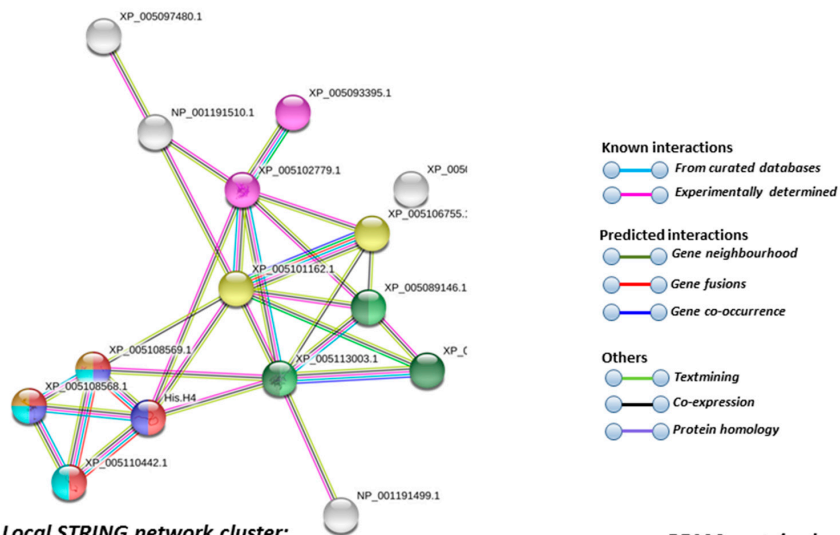 XP_005097480.1
XP_005093395.1
NP_001191510.1
XP_005102779.1
XP_005(
XP_005106755.:
XP_005101162.1
XP_005089146.1
XP_005108569.1
XP_005113003.1
XP_(
XP_005108568.1
His.H4
XP_005110442.1
NP_001191499.1
Known interactions
From curated databases
Experimentally determined
Predicted interactions
Gene neighbourhood
Gene fusions
Gene co-occurrence
Others
Textmining
Co-expression
Protein homology
Local STRING network cluster: